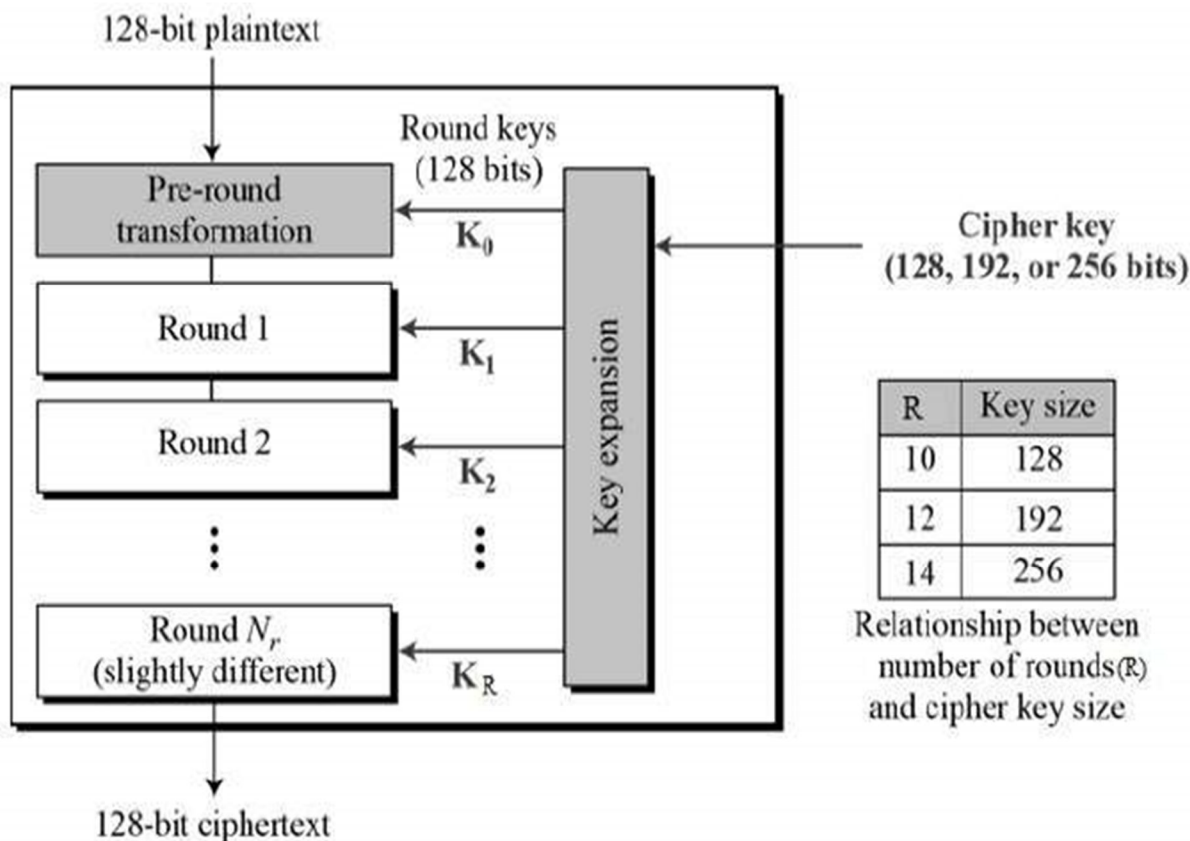 128-bit plaintext
Round keys
(128 bits)
Pre-round
transformation
K₀
Cipher key
(128, 192, or 256 bits)
Round 1
K₁
Key expansion
Round 2
K₂
R Key size
10 128
12 192
14 256
Relationship between
number of rounds(R)
and cipher key size
Round Nᵣ
(slightly different)
K_R
128-bit ciphertext